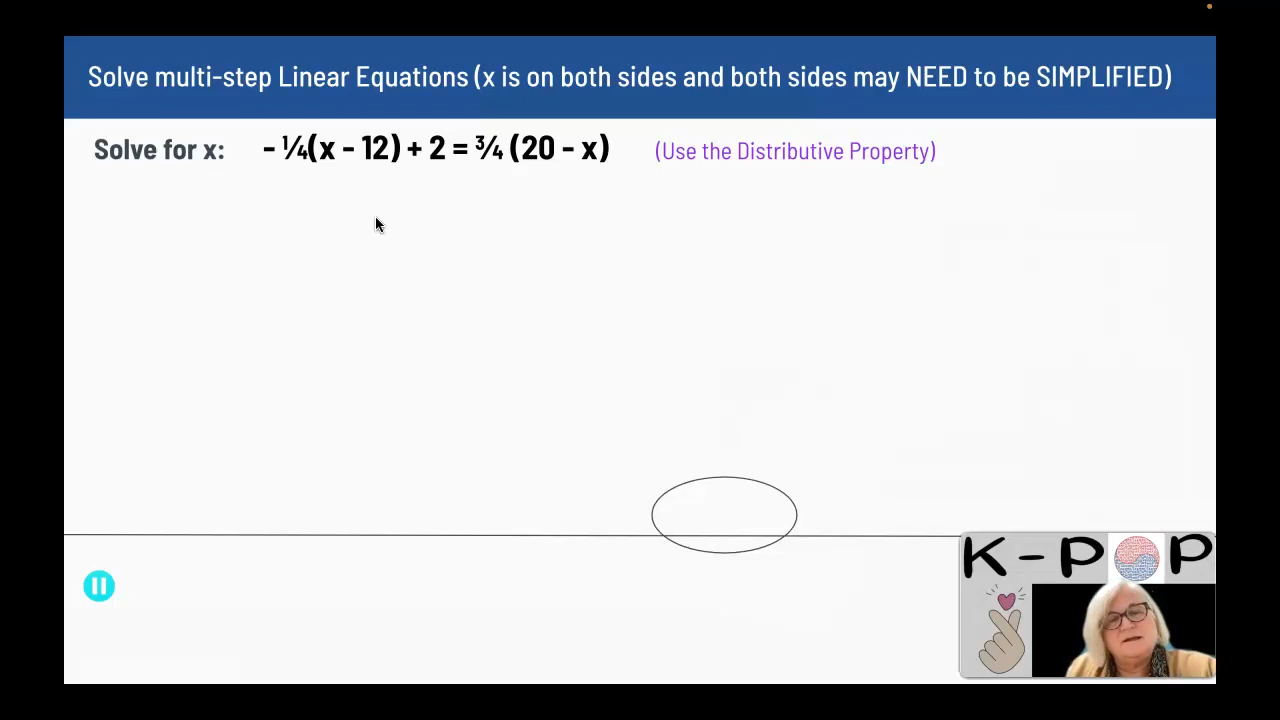 Solve multi-step Linear Equations (x is on both sides and both sides may NEED to be SIMPLIFIED)
Solve for x: - ¼(x - 12) + 2 = ¾ (20 - x) (Use the Distributive Property)
K-POP